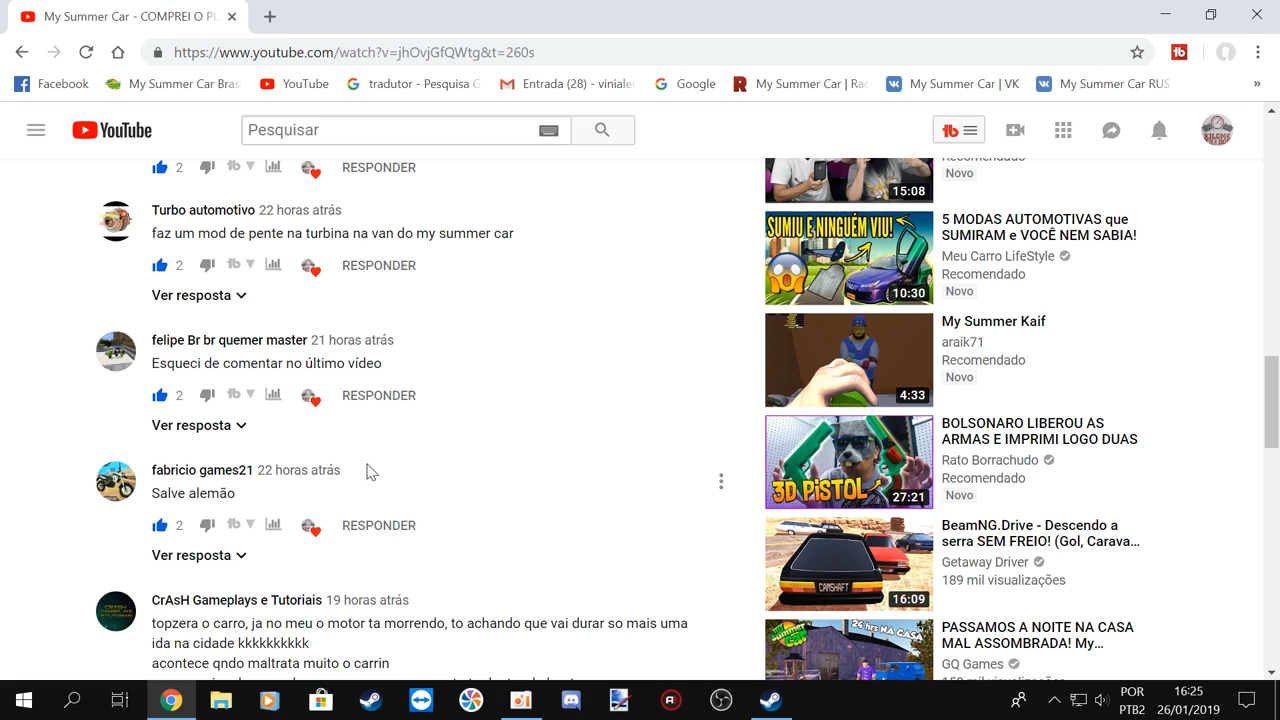 My Summer Car - COMPREI O PU
https://www.youtube.com/watch?v=jhOvjGfQWtg&t=260s
Facebook
My Summer Car Bras
YouTube
tradutor - Pesquisa G
Entrada (28) - viniale
Google
My Summer Car | Rac
My Summer Car | VK
My Summer Car RUS
YouTube
Pesquisar
2
RESPONDER
Turbo automotivo 22 horas atrás
faz um mod de pente na turbina na van do my summer car
2
RESPONDER
Ver resposta
felipe Br br quemer master 21 horas atrás
Esqueci de comentar no último vídeo
2
RESPONDER
Ver resposta
fabricio games21 22 horas atrás
Salve alemão
2
RESPONDER
Ver resposta
CrAsH Gameplays e Tutoriais 19 horas atrás
topzera o carro, ja no meu o motor ta morrendo, to achando que vai durar so mais uma
ida na cidade kkkkkkkkkk
acontece qndo maltrata muito o carrin
Recomendado
Novo
15:08
SUMIU E NINGUÉM VIU!
10:30
5 MODAS AUTOMOTIVAS que
SUMIRAM e VOCÊ NEM SABIA!
Meu Carro LifeStyle
Recomendado
Novo
4:33
My Summer Kaif
araik71
Recomendado
Novo
3D PiSTOL
27:21
BOLSONARO LIBEROU AS
ARMAS E IMPRIMI LOGO DUAS
Rato Borrachudo
Recomendado
Novo
CAMSHAFT
16:09
BeamNG.Drive - Descendo a
serra SEM FREIO! (Gol, Carava...
Getaway Driver
189 mil visualizações
24 hrs NA CASA
PASSAMOS A NOITE NA CASA
MAL ASSOMBRADA! My...
GQ Games
POR
PTB2
16:25
26/01/2019